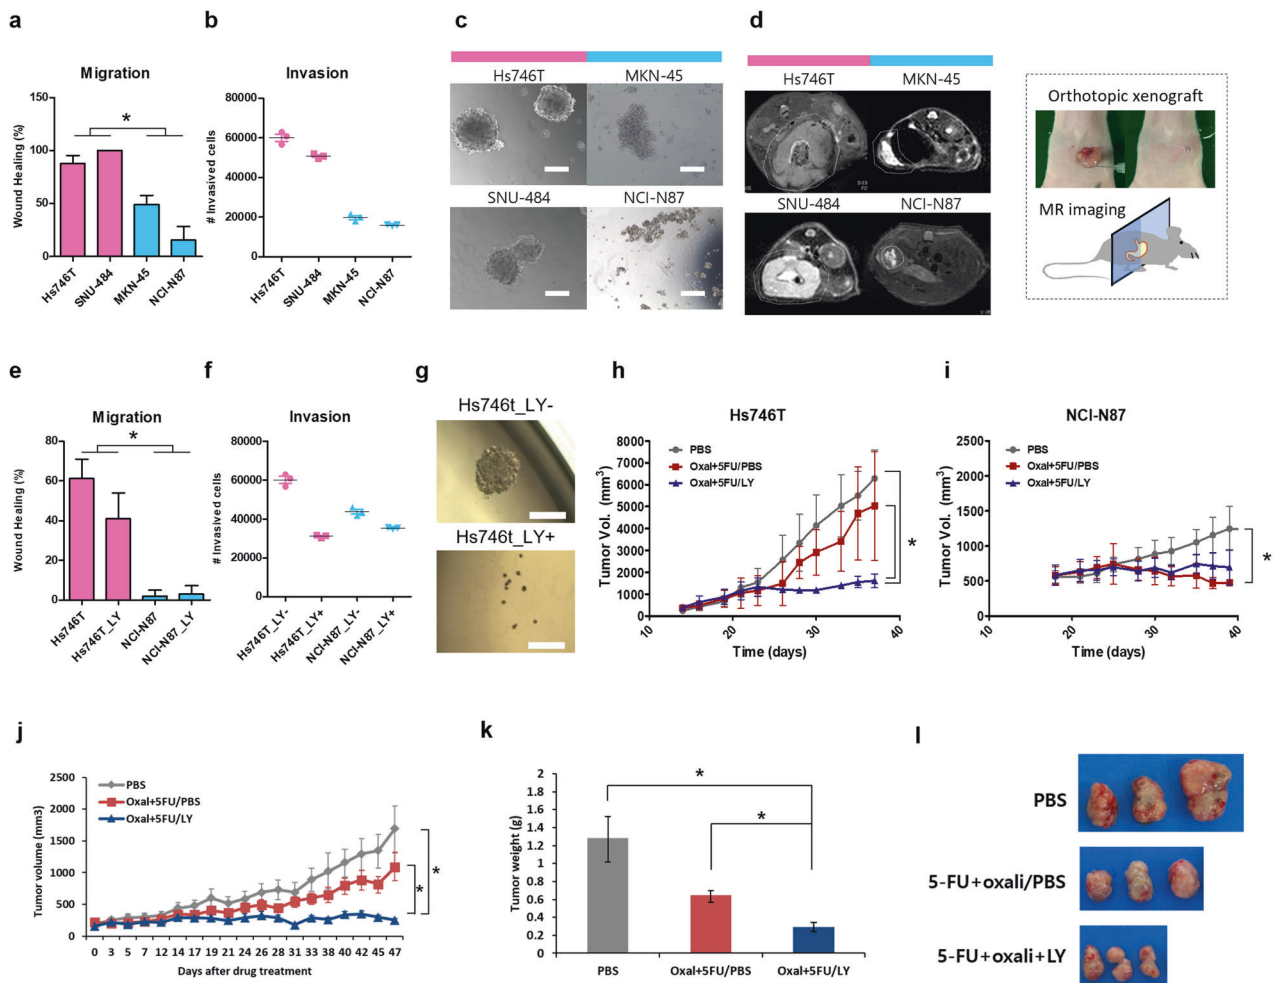 a
b
c
d
Migration
Wound Healing (%)
150
100
50
0
Hs746T
SNU-484
MKN-45
NCI-N87
*
Invasion
# Invasived cells
80000
60000
40000
20000
0
Hs746T
SNU-484
MKN-45
NCI-N87
Hs746T
MKN-45
SNU-484
NCI-N87
Hs746T
MKN-45
SNU-484
NCI-N87
Orthotopic xenograft
MR imaging
e
f
g
h
i
Migration
Wound Healing (%)
80
60
40
20
0
Hs746T
Hs746T_LY
NCI-N87
NCI-N87_LY
*
Invasion
# Invasived cells
80000
60000
40000
20000
0
Hs746T_LY-
Hs746T_LY+
NCI-N87_LY-
NCI-N87_LY+
Hs746t_LY-
Hs746t_LY+
Hs746T
Tumor Vol. (mm3)
8000
7000
6000
5000
4000
3000
2000
1000
0
PBS
Oxal+5FU/PBS
Oxal+5FU/LY
*
10
20
30
40
Time (days)
NCI-N87
Tumor Vol. (mm3)
2500
2000
1500
1000
500
0
PBS
Oxal+5FU/PBS
Oxal+5FU/LY
*
10
20
30
40
Time (days)
j
k
l
Tumor volume (mm3)
2500
2000
1500
1000
500
0
PBS
Oxal+5FU/PBS
Oxal+5FU/LY
*
*
0 3 5 7 12 14 17 19 21 24 26 28 31 33 38 40 42 45 47
Days after drug treatment
Tumor weight (g)
2
1.8
1.6
1.4
1.2
1
0.8
0.6
0.4
0.2
0
*
*
PBS
Oxal+5FU/PBS
Oxal+5FU/LY
PBS
5-FU+oxali/PBS
5-FU+oxali+LY